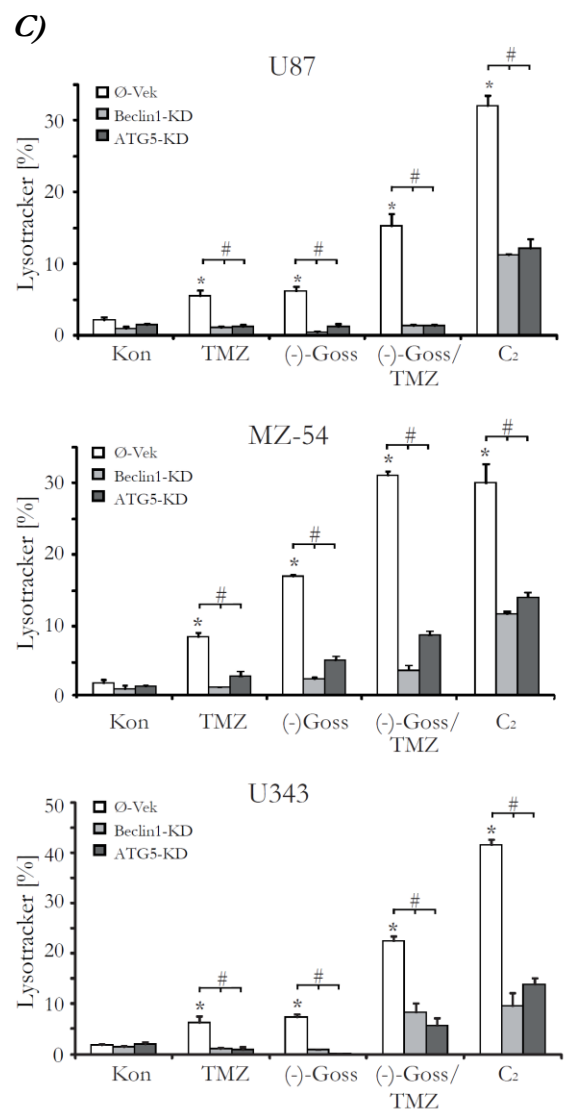 C)
U87
Ø-Vek
Beclin1-KD
ATG5-KD
Lysotracker [%]
30
20
10
0
*
#
*
#
*
#
*
#
Kon TMZ (-)-Goss (-)-Goss/ C₂
TMZ
MZ-54
Ø-Vek
Beclin1-KD
ATG5-KD
Lysotracker [%]
30
20
10
0
*
#
*
#
*
#
*
#
Kon TMZ (-)Goss (-)-Goss/ C₂
TMZ
U343
Ø-Vek
Beclin1-KD
ATG5-KD
Lysotracker [%]
50
40
30
20
10
0
*
#
*
#
*
#
*
#
Kon TMZ (-)-Goss (-)-Goss/ C₂
TMZ